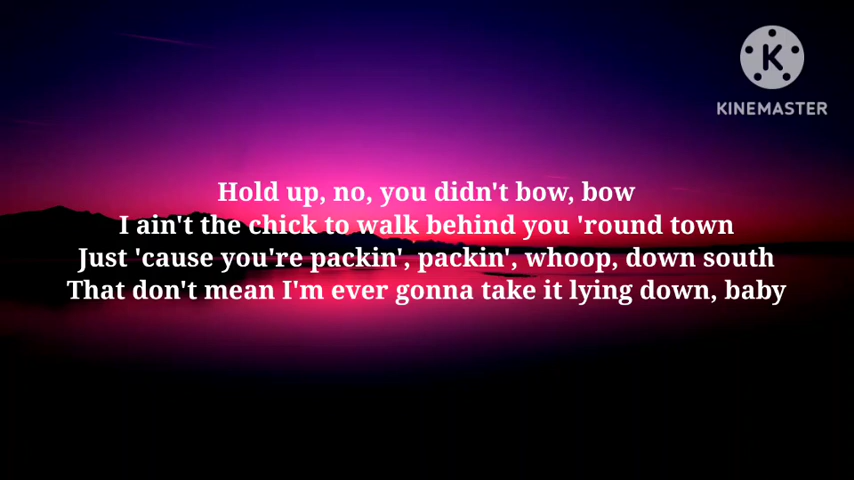 K
KINEMASTER
Hold up, no, you didn't bow, bow
I ain't the chick to walk behind you 'round town
Just 'cause you're packin', packin', whoop, down south
That don't mean I'm ever gonna take it lying down, baby